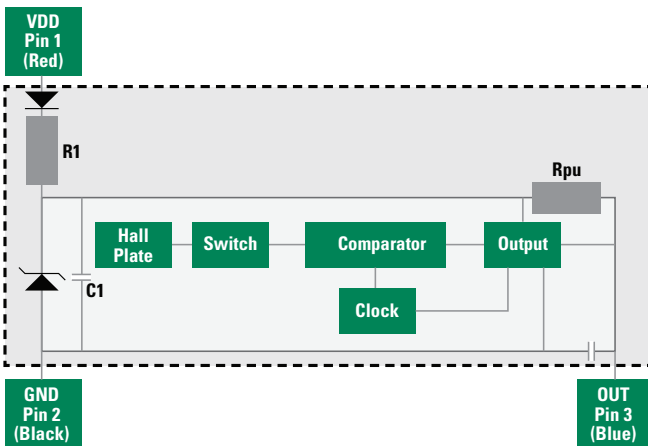 VDD
Pin 1
(Red)
R1
Rpu
Hall
Plate
Switch
Comparator
Output
C1
Clock
GND
Pin 2
(Black)
OUT
Pin 3
(Blue)